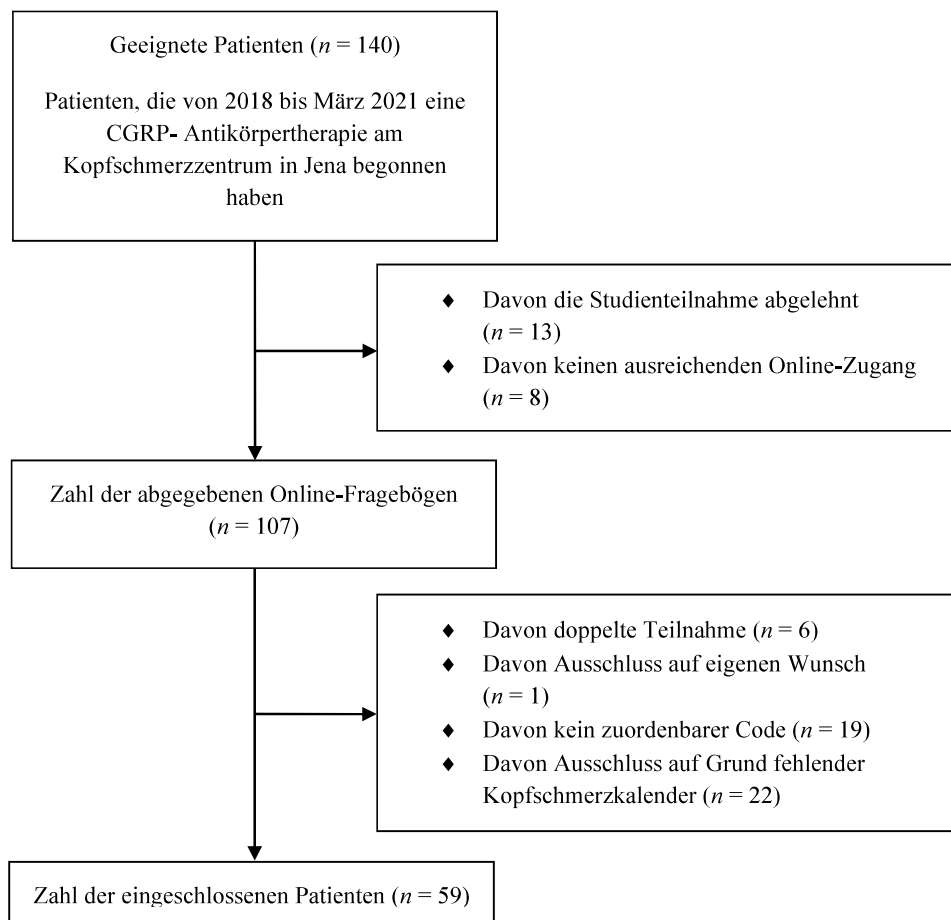 Geeignete Patienten (n = 140)
Patienten, die von 2018 bis März 2021 eine
CGRP- Antikörpertherapie am
Kopfschmerzzentrum in Jena begonnen
haben
♦ Davon die Studienteilnahme abgelehnt
(n = 13)
♦ Davon keinen ausreichenden Online-Zugang
(n = 8)
Zahl der abgegebenen Online-Fragebögen
(n = 107)
♦ Davon doppelte Teilnahme (n = 6)
♦ Davon Ausschluss auf eigenen Wunsch
(n = 1)
♦ Davon kein zuordenbarer Code (n = 19)
♦ Davon Ausschluss auf Grund fehlender
Kopfschmerzkalender (n = 22)
Zahl der eingeschlossenen Patienten (n = 59)